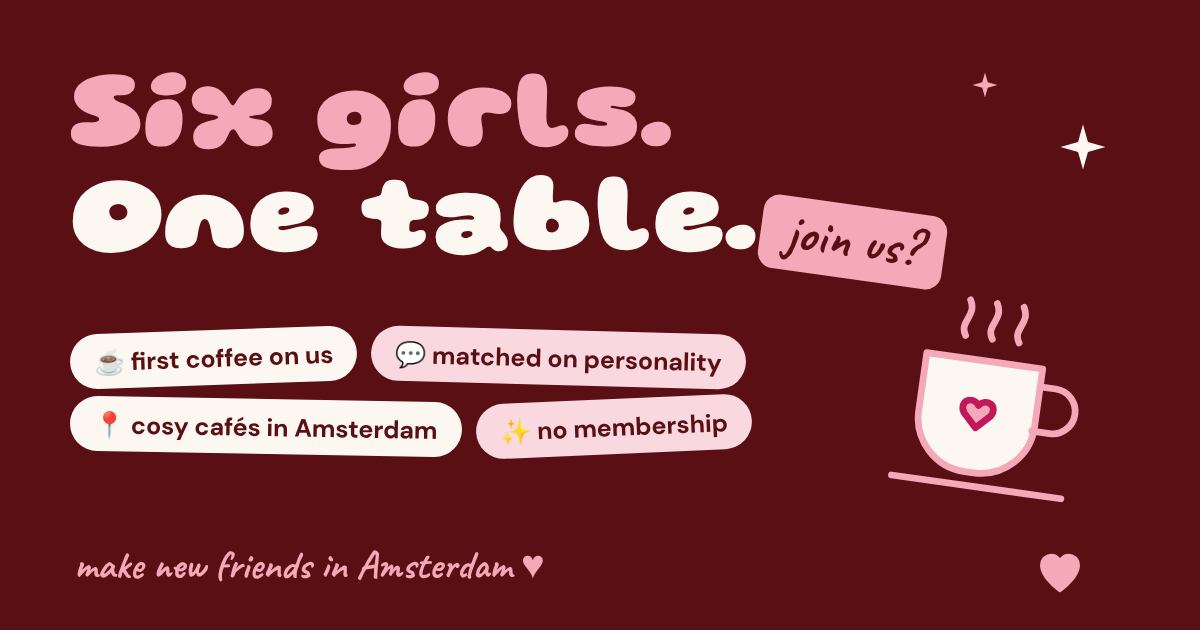 Six girls.
One table.
join us?
☕ first coffee on us
💬 matched on personality
📍 cosy cafés in Amsterdam
✨ no membership
make new friends in Amsterdam ♥